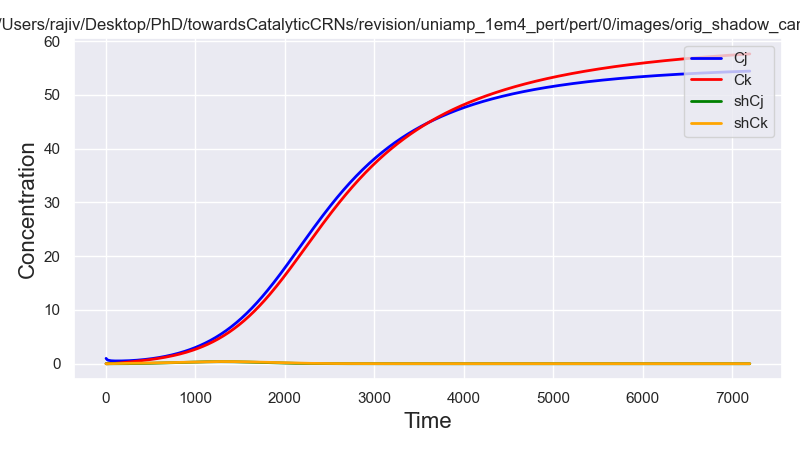 /Users/rajiv/Desktop/PhD/towardsCatalyticCRNs/revision/uniamp_1em4_pert/pert/0/images/orig_shadow_can
60
50
40
30
20
10
0
Concentration
Cj
Ck
shCj
shCk
0 1000 2000 3000 4000 5000 6000 7000
Time